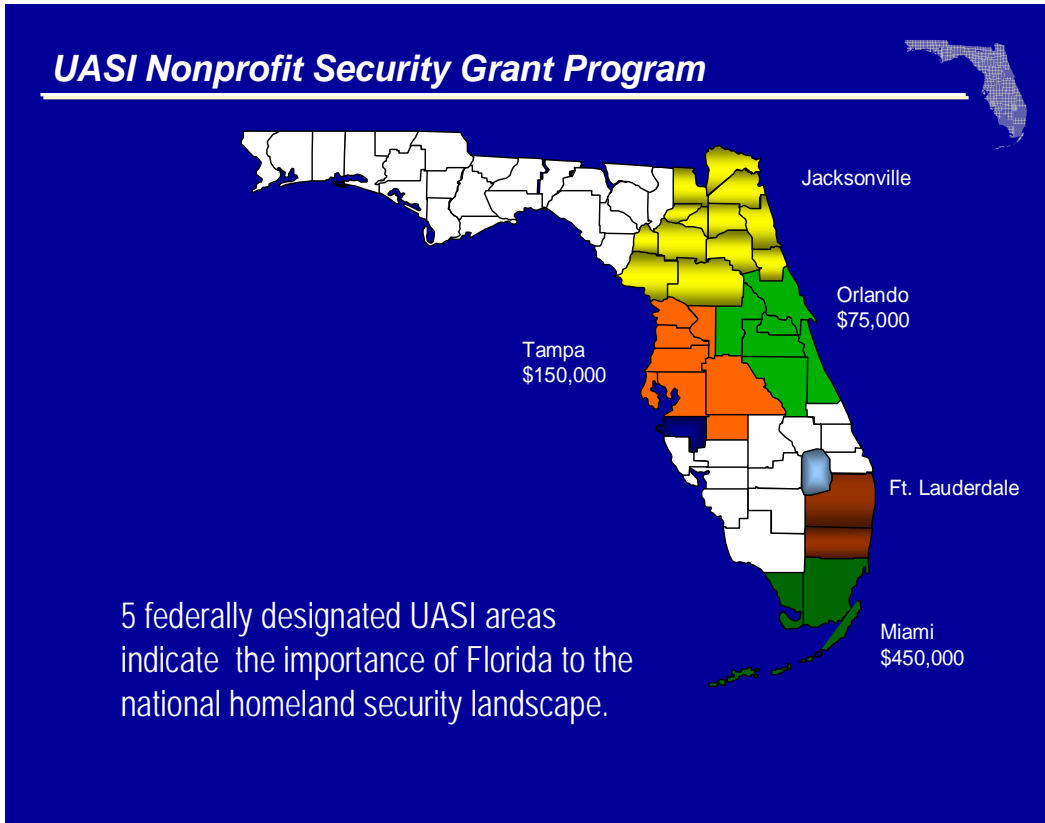 UASI Nonprofit Security Grant Program
Jacksonville
Orlando
$75,000
Tampa
$150,000
Ft. Lauderdale
Miami
$450,000
5 federally designated UASI areas
indicate the importance of Florida to the
national homeland security landscape.